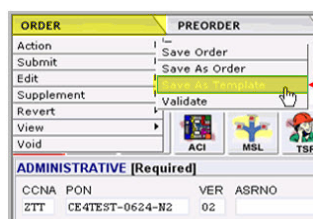 ORDER
PREORDER
Action
Submit
Edit
Supplement
Revert
View
Void
Save Order
Save As Order
Save As Template
Validate
ACI
MSL
TSR
ADMINISTRATIVE [Required]
CCNA PON VER ASRNO
ZTT CE4TEST-0624-N2 02